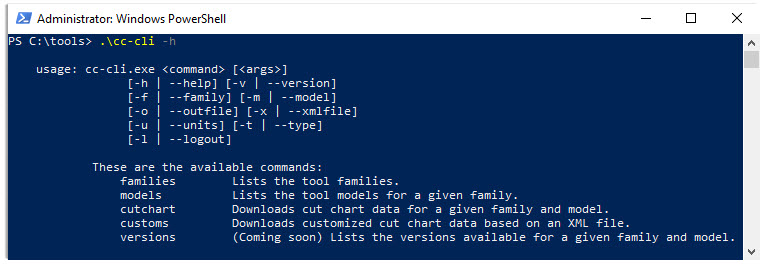 Administrator: Windows PowerShell
PS C:\tools> .\cc-cli -h
usage: cc-cli.exe <command> [<args>]
[-h | --help] [-v | --version]
[-f | --family] [-m | --model]
[-o | --outfile] [-x | --xmlfile]
[-u | --units] [-t | --type]
[-l | --logout]
These are the available commands:
families Lists the tool families.
models Lists the tool models for a given family.
cutchart Downloads cut chart data for a given family and model.
customs Downloads customized cut chart data based on an XML file.
versions (Coming soon) Lists the versions available for a given family and model.